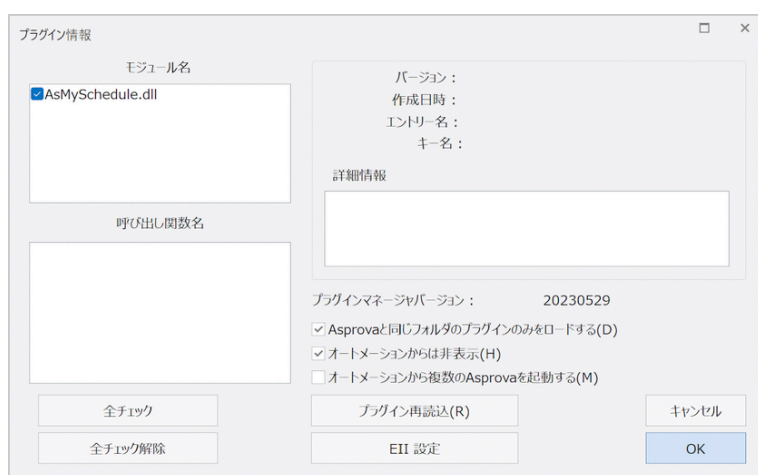 プラグイン情報
モジュール名
AsMySchedule.dll
呼び出し関数名
バージョン：
作成日時：
エントリー名：
キー名：
詳細情報
プラグインマネージャバージョン： 20230529
Asprovaと同じフォルダのプラグインのみをロードする(D)
オートメーションからは非表示(H)
オートメーションから複数のAsprovaを起動する(M)
全チェック プラグイン再読込(R) キャンセル
全チェック解除 EII 設定 OK